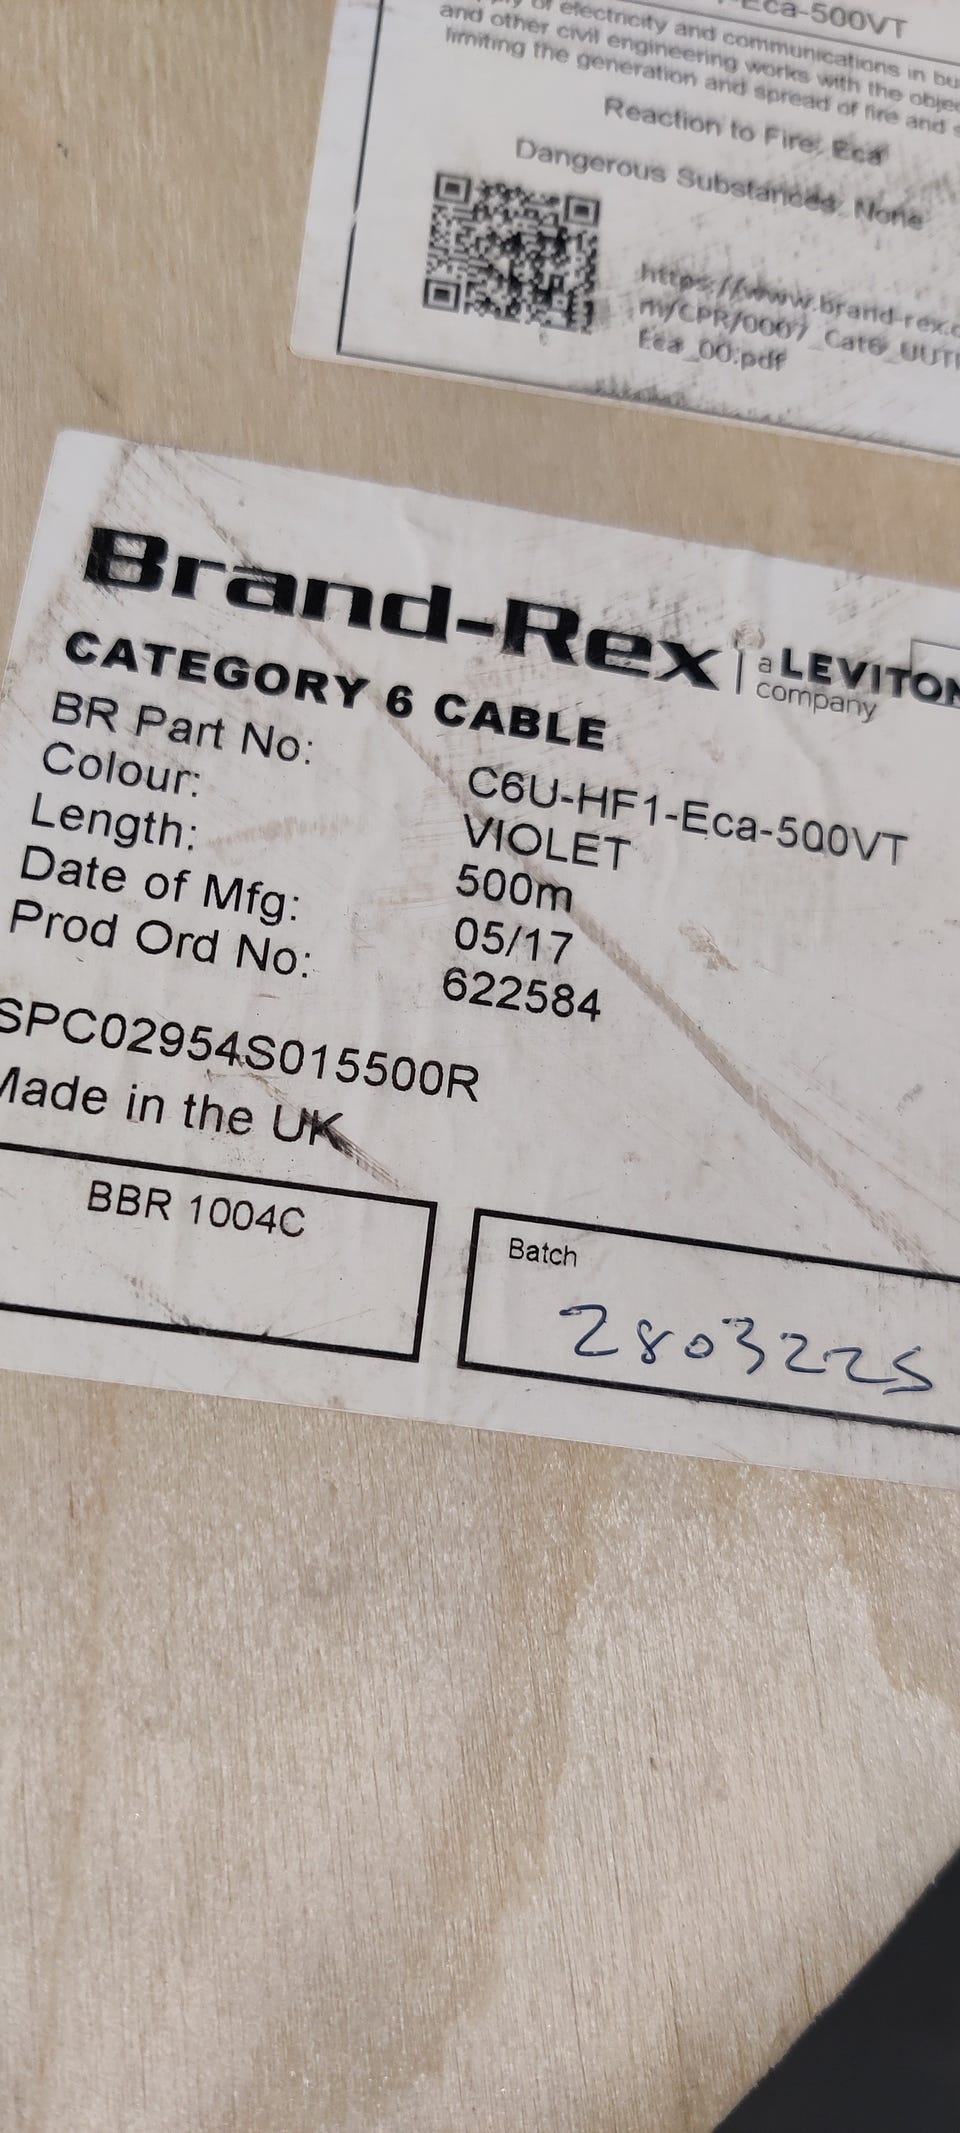 -Eca-500VT
of electricity and communications in bu
and other civil engineering works with the objec
limiting the generation and spread of fire and s
Reaction to Fire: Eca
Dangerous Substances: None
https://www.brand-rex.c
m/CPR/0007_Cat6_UUT
Eca_00.pdf
Brand-Rex | a LEVITON
company
CATEGORY 6 CABLE
BR Part No: C6U-HF1-Eca-500VT
Colour: VIOLET
Length: 500m
Date of Mfg: 05/17
Prod Ord No: 622584
SPC02954S015500R
Made in the UK
BBR 1004C
Batch
2803225